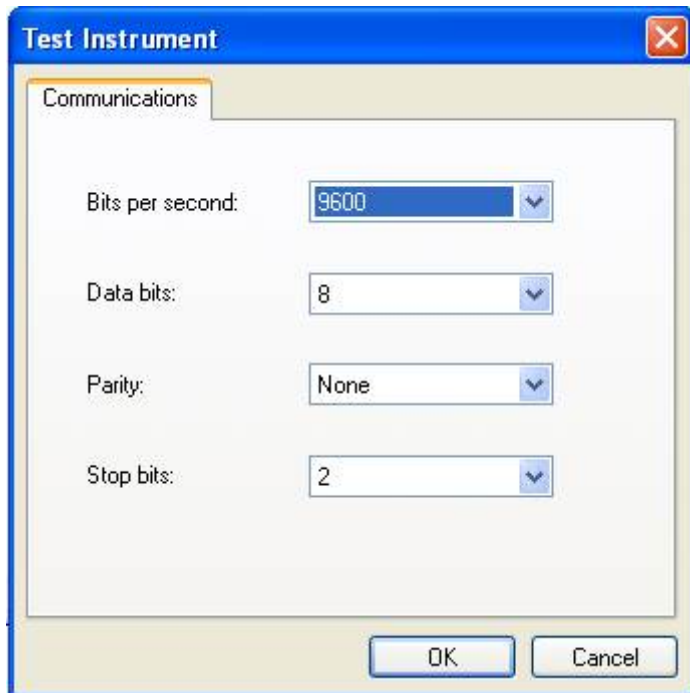 Test Instrument
Communications
Bits per second: 9600
Data bits: 8
Parity: None
Stop bits: 2
OK Cancel